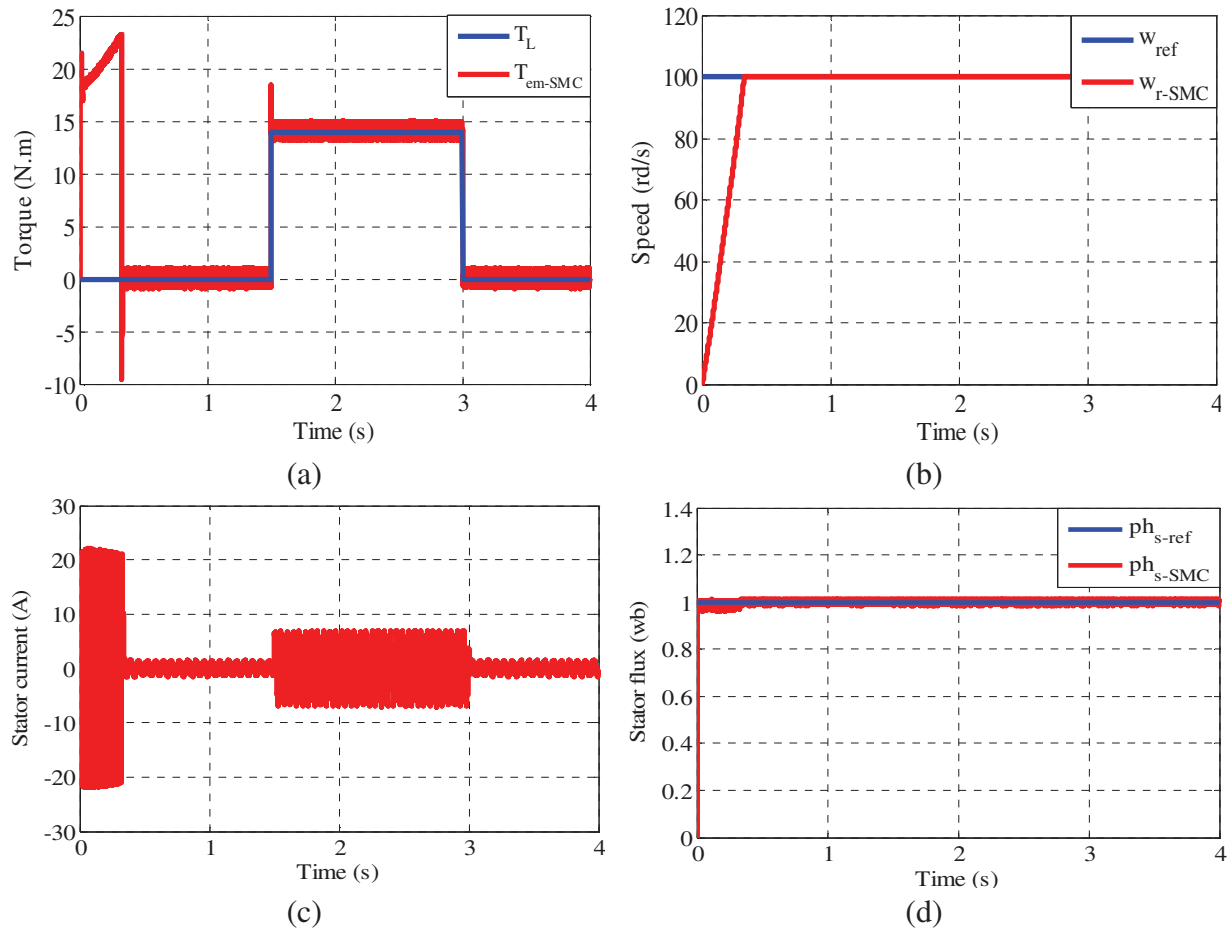 25
20
15
10
5
0
-5
-10
Torque (N.m)
T_L
T_em-SMC
0 1 2 3 4
Time (s)
(a)
120
100
80
60
40
20
0
Speed (rd/s)
w_ref
w_r-SMC
0 1 2 3 4
Time (s)
(b)
30
20
10
0
-10
-20
-30
Stator current (A)
0 1 2 3 4
Time (s)
(c)
1.4
1.2
1
0.8
0.6
0.4
0.2
0
Stator flux (wb)
ph_s-ref
ph_s-SMC
0 1 2 3 4
Time (s)
(d)